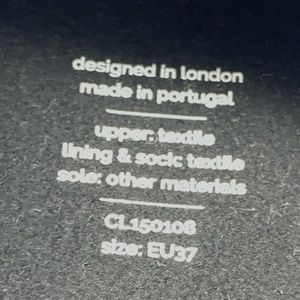 designed in london
made in portugal
upper: textile
lining & sock: textile
sole: other materials
CL150108
size: EU37